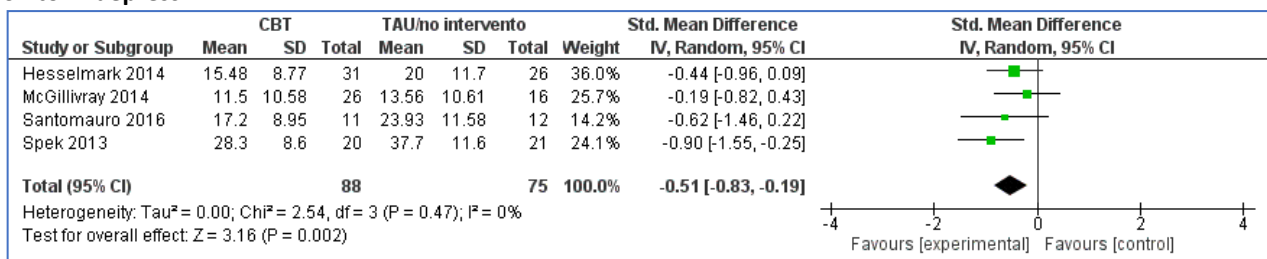 CBT TAU/no intervento Std. Mean Difference Std. Mean Difference
Study or Subgroup Mean SD Total Mean SD Total Weight IV, Random, 95% CI IV, Random, 95% CI
Hesselmark 2014 15.48 8.77 31 20 11.7 26 36.0% -0.44 [-0.96, 0.09]
McGillivray 2014 11.5 10.58 26 13.56 10.61 16 25.7% -0.19 [-0.82, 0.43]
Santomauro 2016 17.2 8.95 11 23.93 11.58 12 14.2% -0.62 [-1.46, 0.22]
Spek 2013 28.3 8.6 20 37.7 11.6 21 24.1% -0.90 [-1.55, -0.25]
Total (95% CI) 88 75 100.0% -0.51 [-0.83, -0.19]
Heterogeneity: Tau² = 0.00; Chi² = 2.54, df = 3 (P = 0.47); I² = 0%
Test for overall effect: Z = 3.16 (P = 0.002)
-4 -2 0 2 4
Favours [experimental] Favours [control]